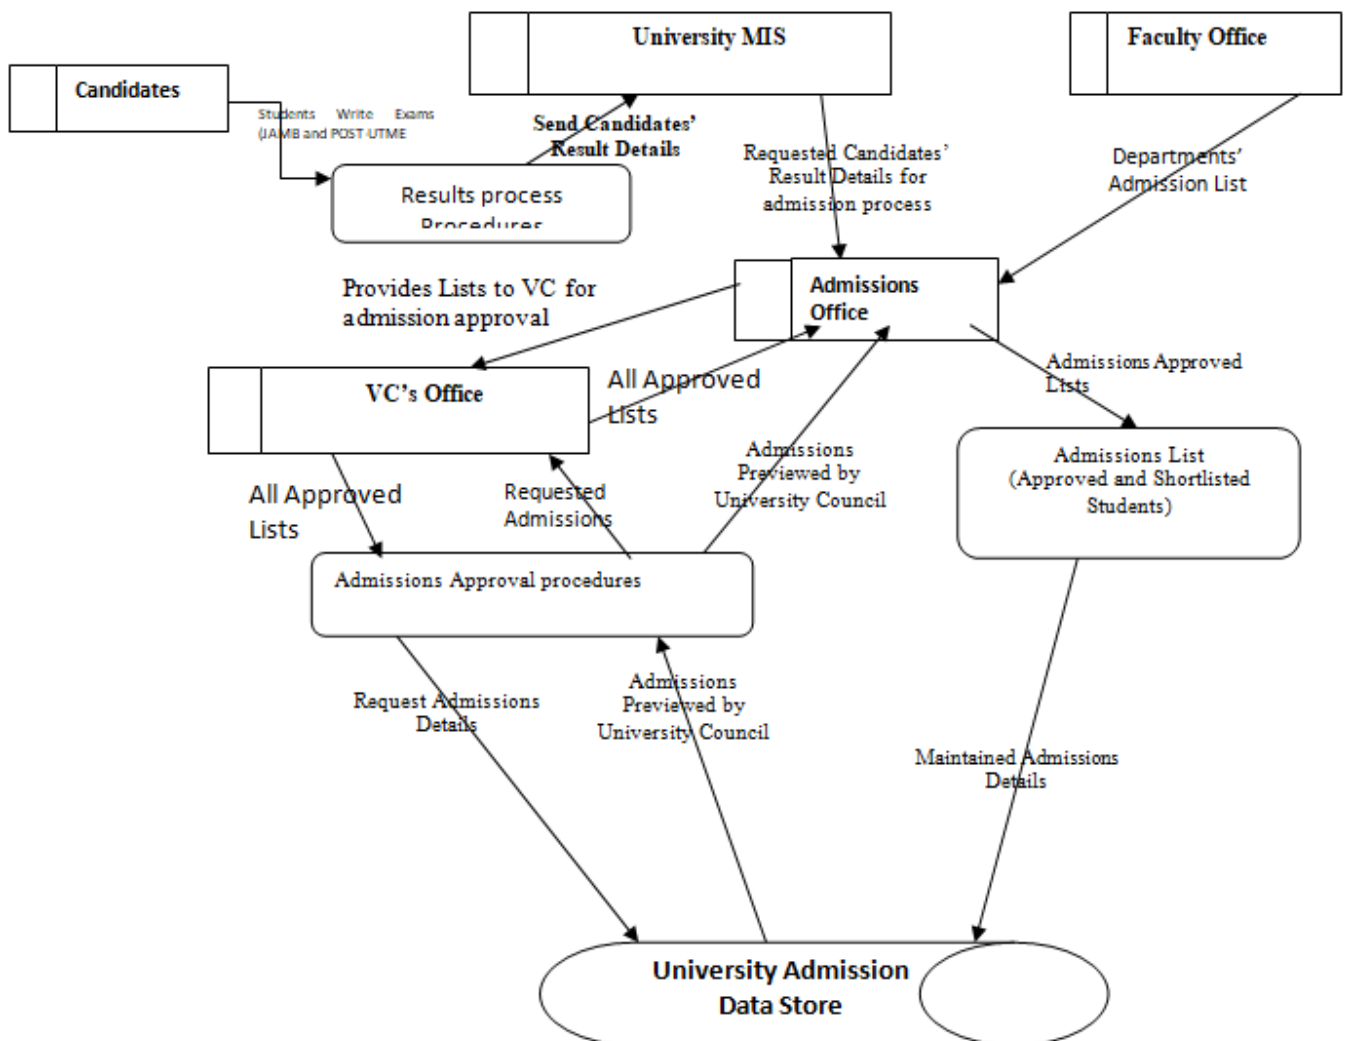 University MIS
Faculty Office
Candidates
Students Write Exams
(JAMB and POST-UTME
Send Candidates'
Result Details
Requested Candidates'
Result Details for
admission process
Departments'
Admission List
Results process
Procedures
Admissions
Office
Provides Lists to VC for
admission approval
VC's Office
All Approved
Lists
Admissions Approved
Lists
Admissions
Previewed by
University Council
Admissions List
(Approved and Shortlisted
Students)
All Approved
Lists
Requested
Admissions
Admissions Approval procedures
Request Admissions
Details
Admissions
Previewed by
University Council
Maintained Admissions
Details
University Admission
Data Store